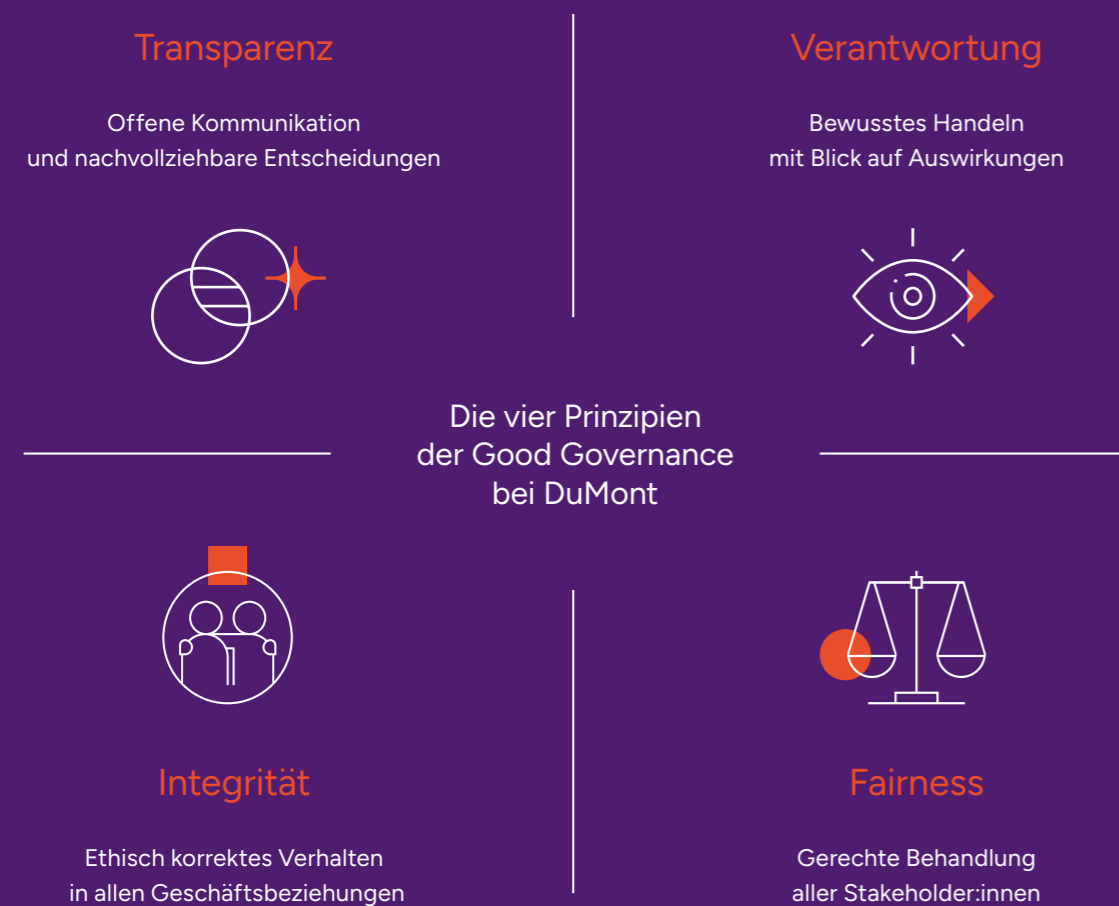 Transparenz
Offene Kommunikation
und nachvollziehbare Entscheidungen
Verantwortung
Bewusstes Handeln
mit Blick auf Auswirkungen
Die vier Prinzipien
der Good Governance
bei DuMont
Integrität
Ethisch korrektes Verhalten
in allen Geschäftsbeziehungen
Fairness
Gerechte Behandlung
aller Stakeholder:innen